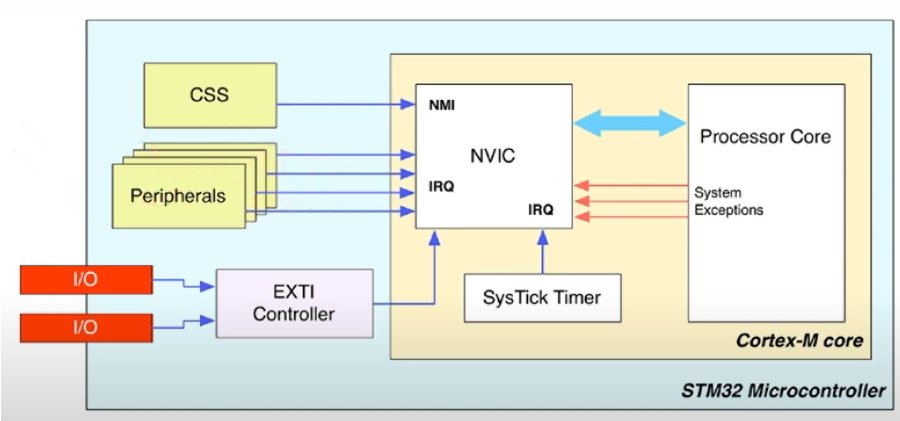 CSS
NMI
NVIC
Processor Core
Peripherals
IRQ
System
Exceptions
IRQ
I/O
EXTI
Controller
SysTick Timer
I/O
Cortex-M core
STM32 Microcontroller